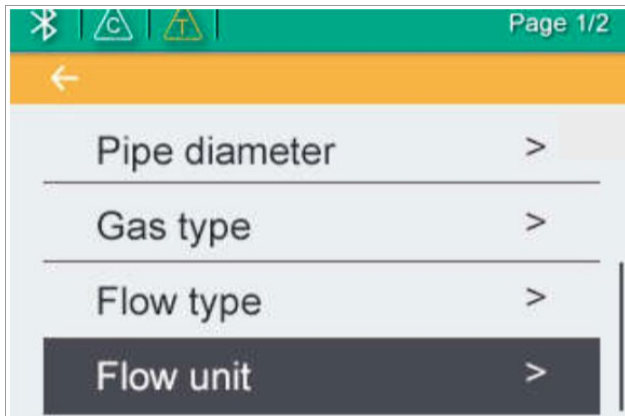 C T Page 1/2
←
Pipe diameter >
Gas type >
Flow type >
Flow unit >